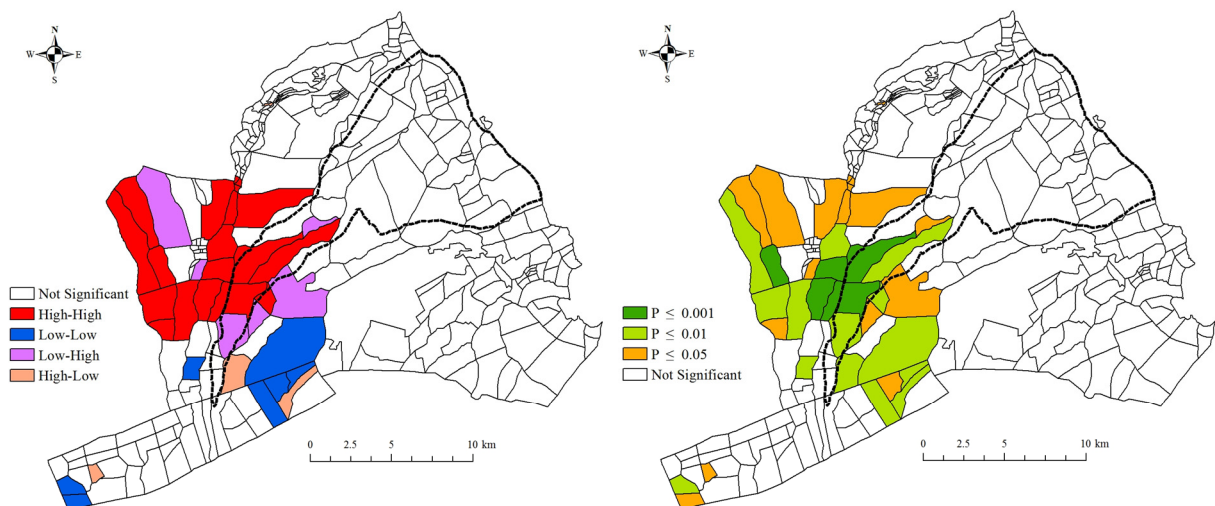 N
W E
S
Not Significant
High-High
Low-Low
Low-High
High-Low
0 2.5 5 10 km
N
W E
S
P ≤ 0.001
P ≤ 0.01
P ≤ 0.05
Not Significant
0 2.5 5 10 km